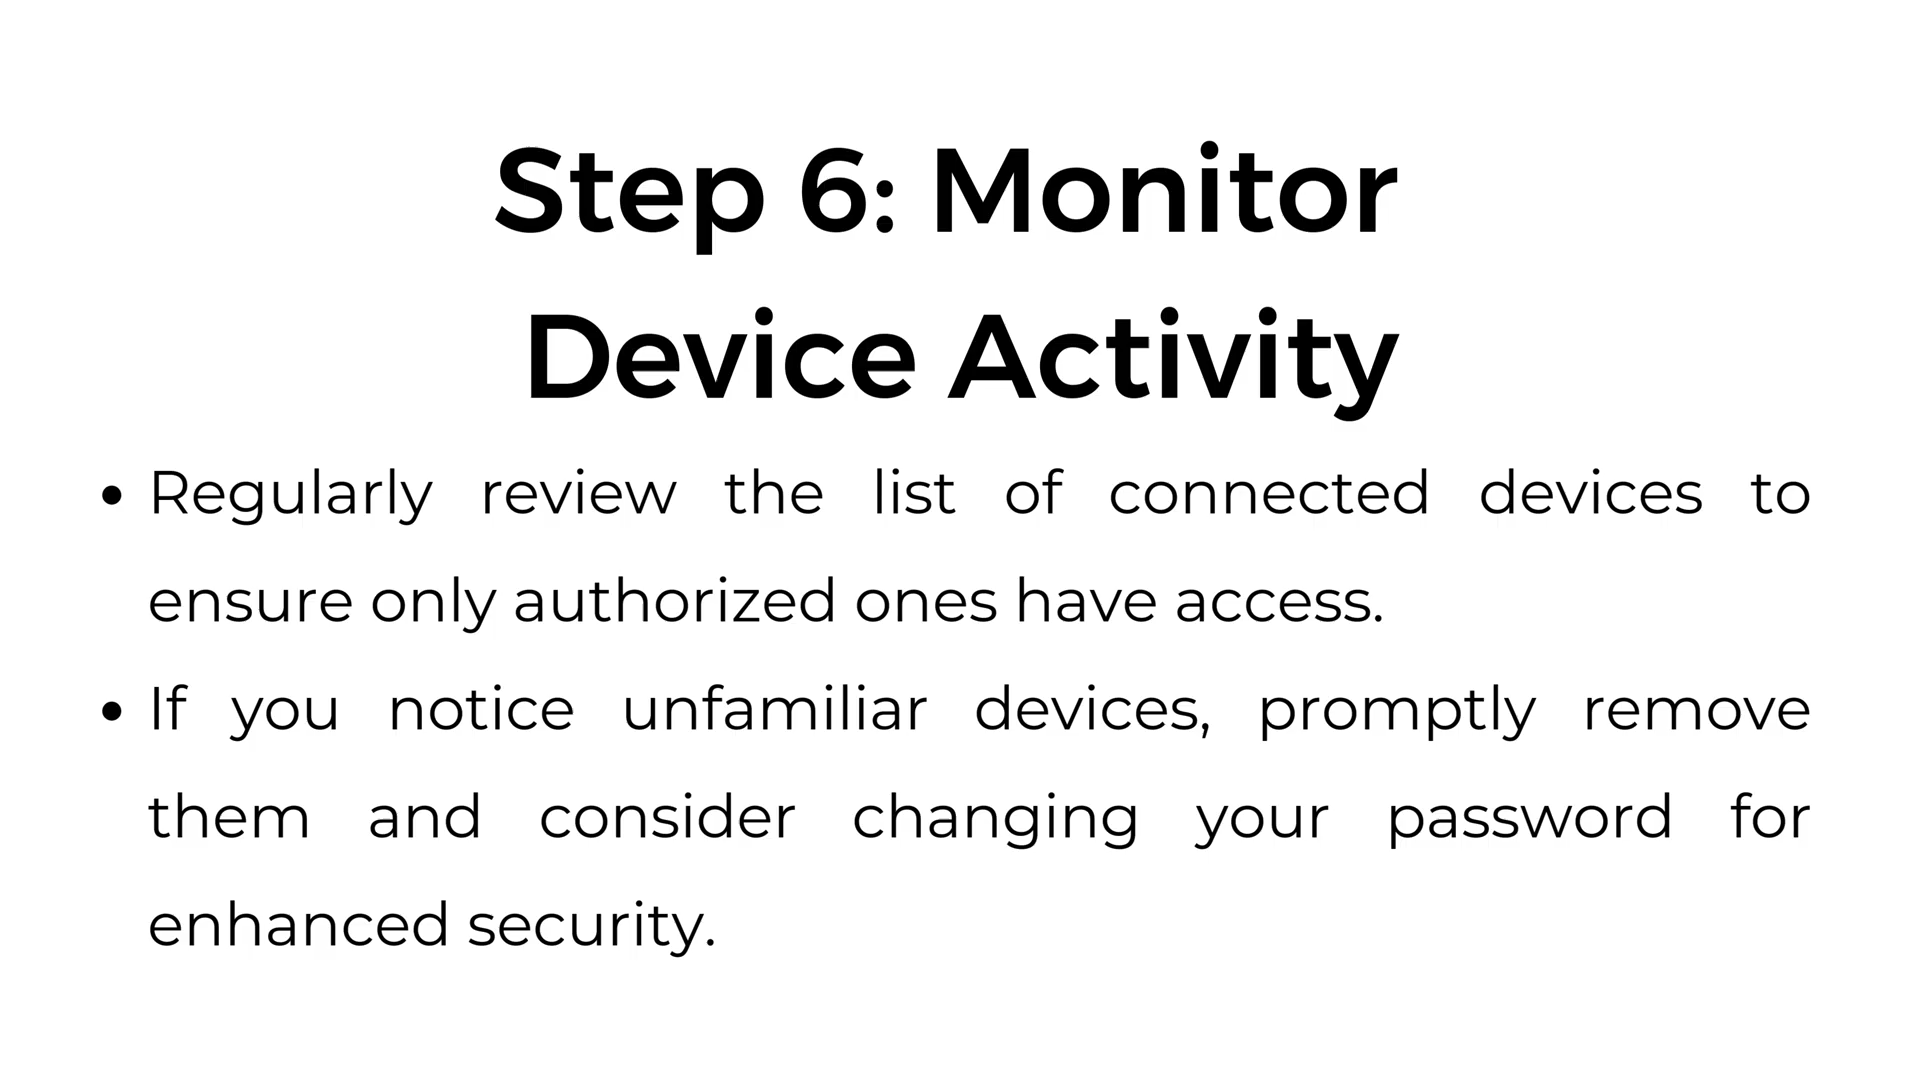 Step 6: Monitor
Device Activity
• Regularly review the list of connected devices to
ensure only authorized ones have access.
• If you notice unfamiliar devices, promptly remove
them and consider changing your password for
enhanced security.